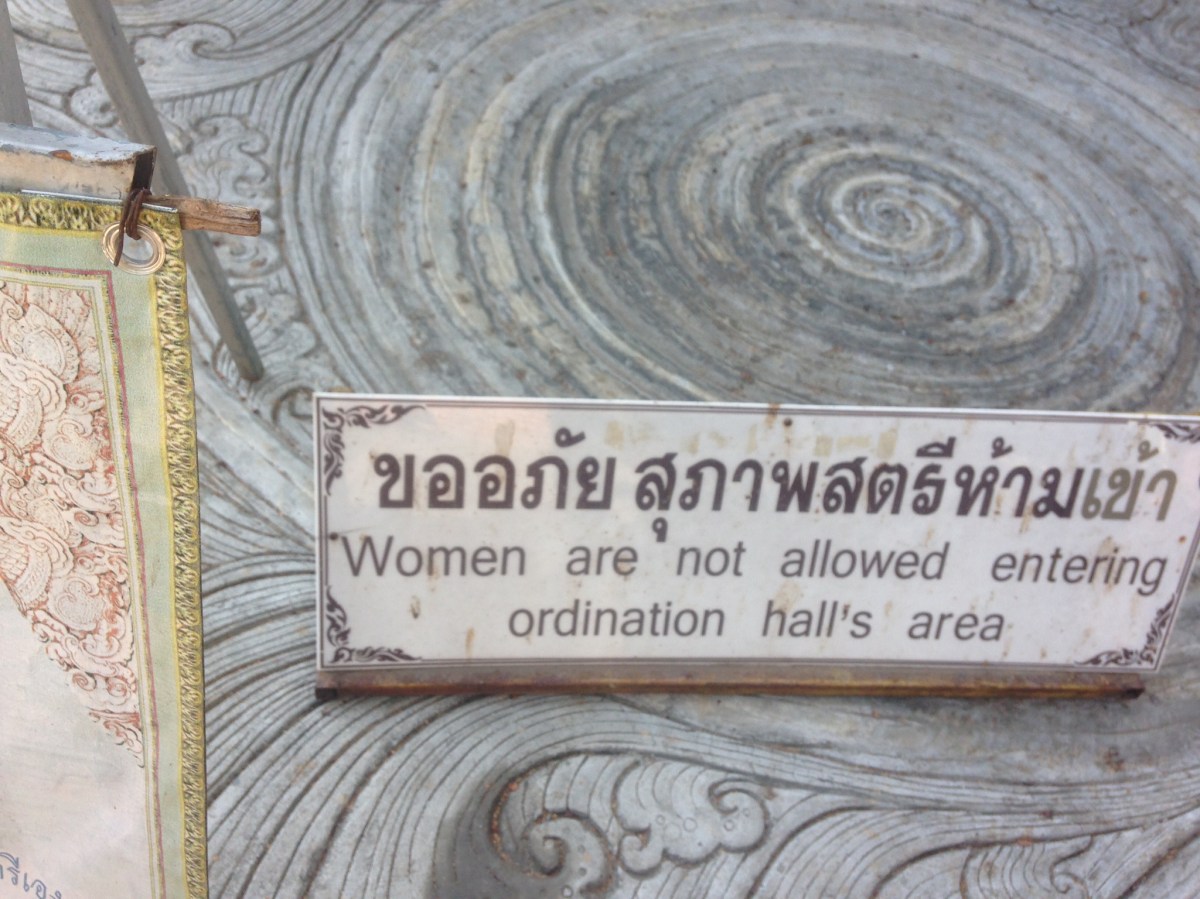 ขออภัย สุภาพสตรีห้ามเข้า
Women are not allowed entering
ordination hall's area